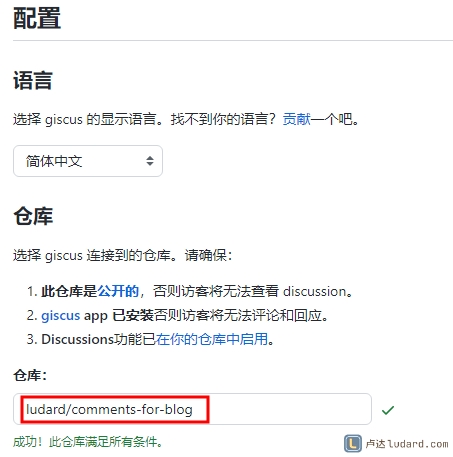 配置
语言
选择 giscus 的显示语言。找不到你的语言？贡献一个吧。
简体中文
仓库
选择 giscus 连接到的仓库。请确保：
1. 此仓库是公开的，否则访客将无法查看 discussion。
2. giscus app 已安装否则访客将无法评论和回应。
3. Discussions功能已在你的仓库中启用。
仓库：
ludard/comments-for-blog
成功！此仓库满足所有条件。
L 卢达ludard.com